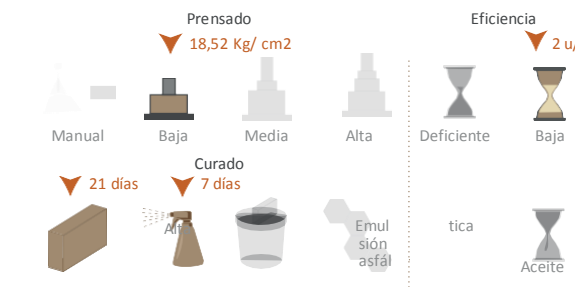 Prensado
Eficiencia
18,52 Kg/ cm2
2 u/
Manual
Baja
Media
Alta
Deficiente
Baja
Curado
21 días
7 días
Alt
Emul
sión
asfál
tica
Aceite